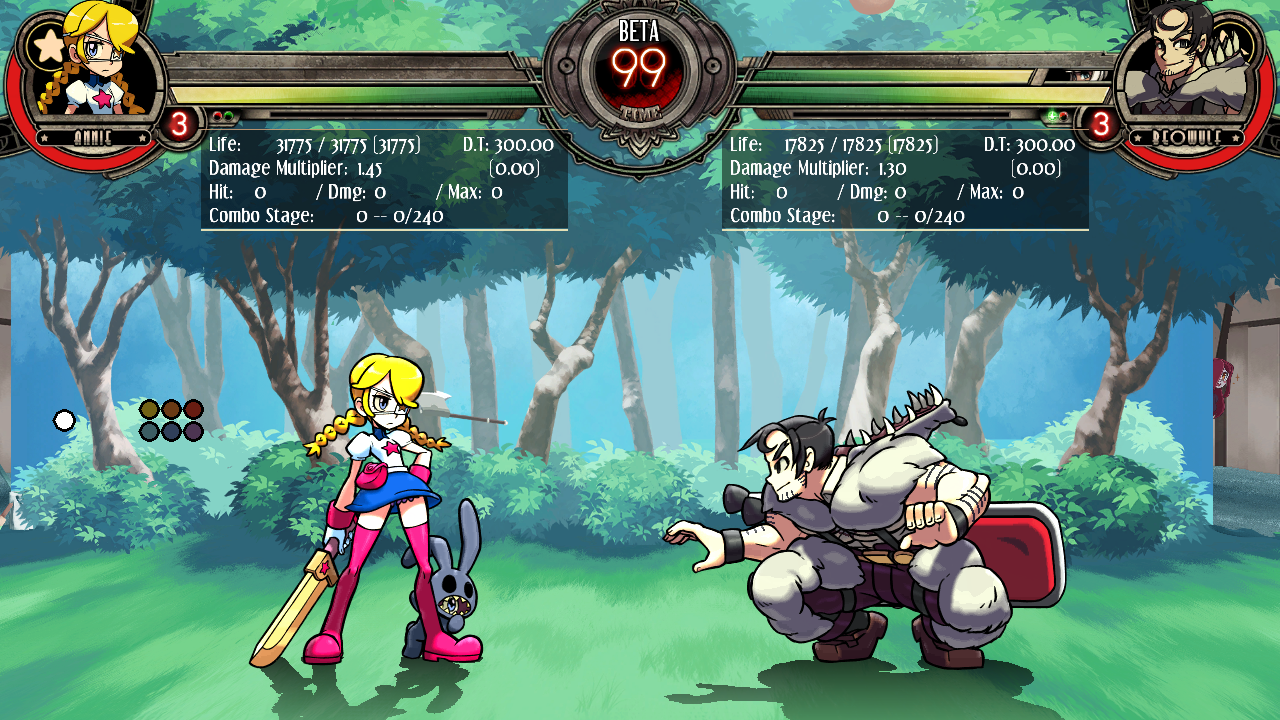 BETA
99
TIME
ANNIE
BEOWULF
3
3
Life: 31775 / 31775 (31775) D.T: 300.00
Damage Multiplier: 1.45 (0.00)
Hit: 0 / Dmg: 0 / Max: 0
Combo Stage: 0 -- 0/240
Life: 17825 / 17825 (17825) D.T: 300.00
Damage Multiplier: 1.30 (0.00)
Hit: 0 / Dmg: 0 / Max: 0
Combo Stage: 0 -- 0/240